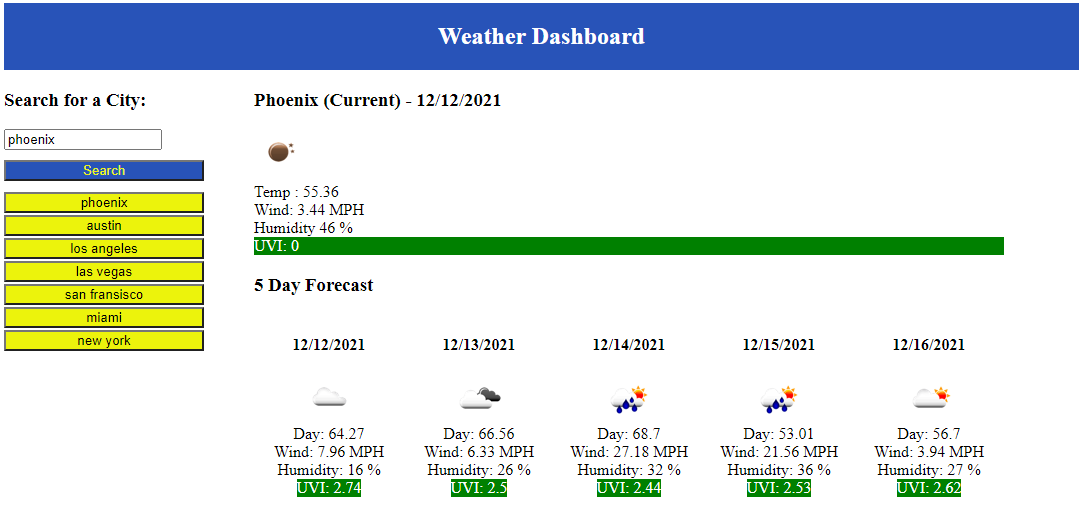 Weather Dashboard
Search for a City:
phoenix
Search
phoenix
austin
los angeles
las vegas
san fransisco
miami
new york
Phoenix (Current) - 12/12/2021
Temp : 55.36
Wind: 3.44 MPH
Humidity 46 %
UVI: 0
5 Day Forecast
12/12/2021
Day: 64.27
Wind: 7.96 MPH
Humidity: 16 %
UVI: 2.74
12/13/2021
Day: 66.56
Wind: 6.33 MPH
Humidity: 26 %
UVI: 2.5
12/14/2021
Day: 68.7
Wind: 27.18 MPH
Humidity: 32 %
UVI: 2.44
12/15/2021
Day: 53.01
Wind: 21.56 MPH
Humidity: 36 %
UVI: 2.53
12/16/2021
Day: 56.7
Wind: 3.94 MPH
Humidity: 27 %
UVI: 2.62